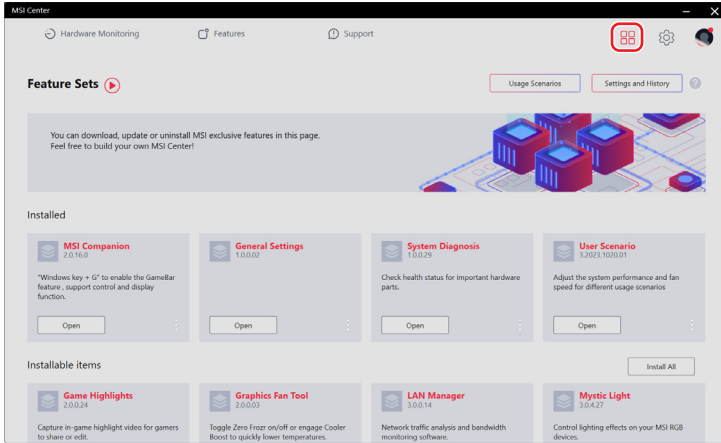 MSI Center
Hardware Monitoring
Features
Support
Feature Sets
Usage Scenarios
Settings and History
?
You can download, update or uninstall MSI exclusive features in this page.
Feel free to build your own MSI Center!
Installed
MSI Companion
2.0.16.0
"Windows key + G" to enable the GameBar
feature , support control and display
function.
Open
General Settings
1.0.0.02
Open
System Diagnosis
1.0.0.29
Check health status for important hardware
parts.
Open
User Scenario
3.2023.1020.01
Adjust the system performance and fan
speed for different usage scenarios
Open
Installable items
Install All
Game Highlights
2.0.0.24
Capture in-game highlight video for gamers
to share or edit.
Graphics Fan Tool
2.0.0.03
Toggle Zero Frozr on/off or engage Cooler
Boost to quickly lower temperatures.
LAN Manager
3.0.0.14
Network traffic analysis and bandwidth
monitoring software.
Mystic Light
3.0.4.27
Control lighting effects on your MSI RGB
devices.